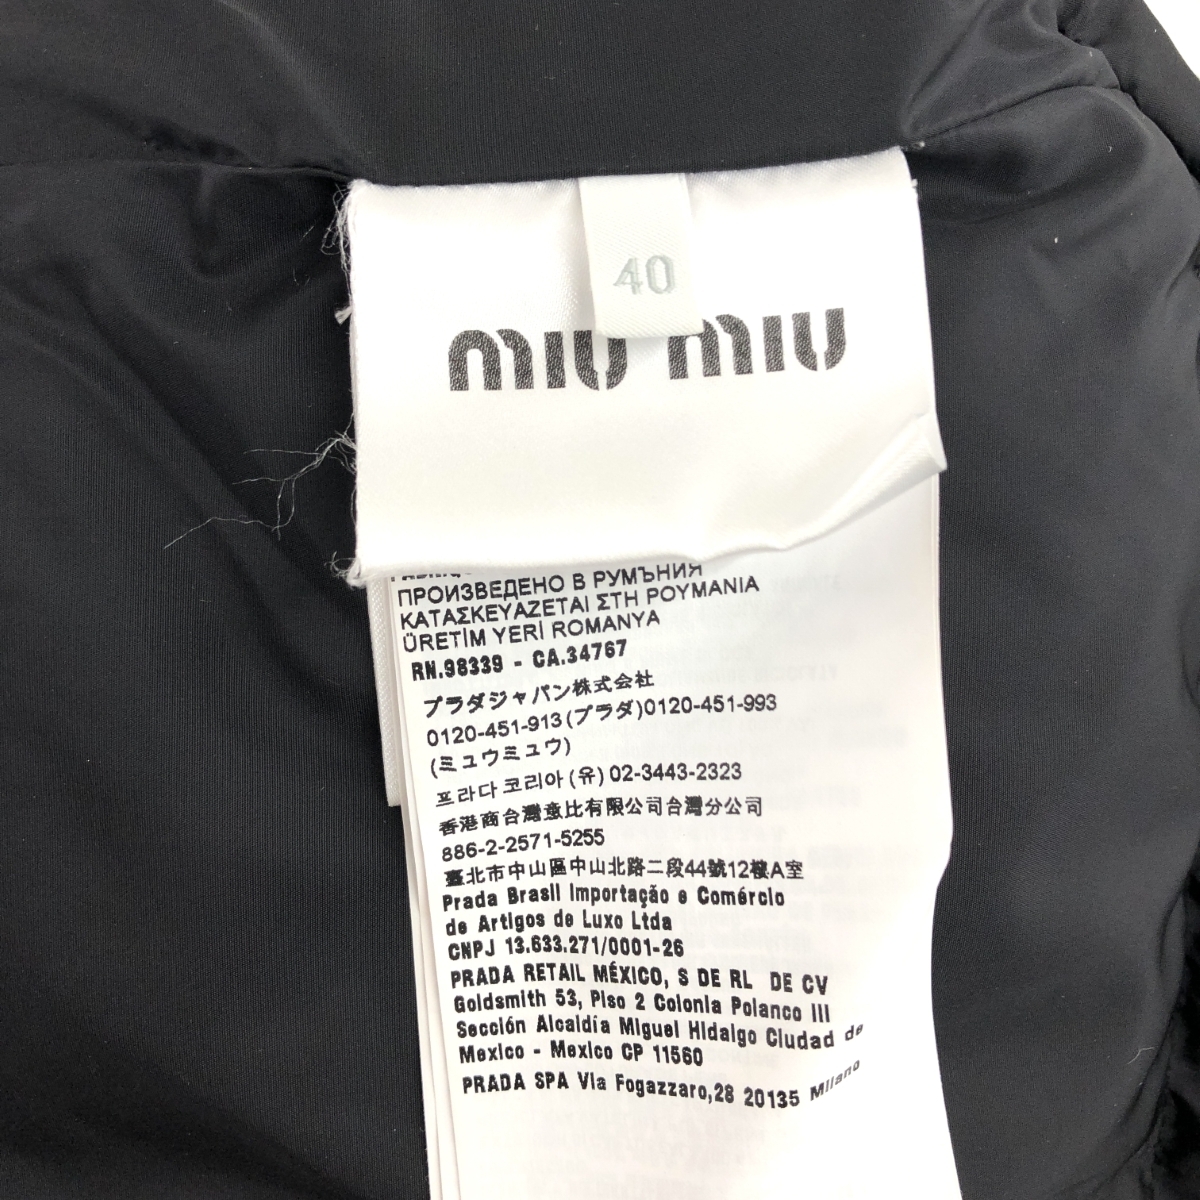 40
miu miu
ПРОИЗВЕДЕНО В РУМЪНИЯ
ΚΑΤΑΣΚΕΥΑΖΕΤΑΙ ΣΤΗ ΡΟΥΜΑΝΙΑ
ÜRETİM YERİ ROMANYA
RN.98339 - CA.34767
プラダジャパン株式会社
0120-451-913(プラダ)0120-451-993
(ミュウミュウ)
프라다코리아(유)02-3443-2323
香港商台灣意比有限公司台灣分公司
886-2-2571-5255
臺北市中山區中山北路二段44號12樓A室
Prada Brasil Importação e Comércio
de Artigos de Luxo Ltda
CNPJ 13.633.271/0001-26
PRADA RETAIL MÉXICO, S DE RL DE CV
Goldsmith 53, Piso 2 Colonia Polanco III
Sección Alcaldía Miguel Hidalgo Ciudad de
Mexico - Mexico CP 11560
PRADA SPA Via Fogazzaro,28 20135 Milano